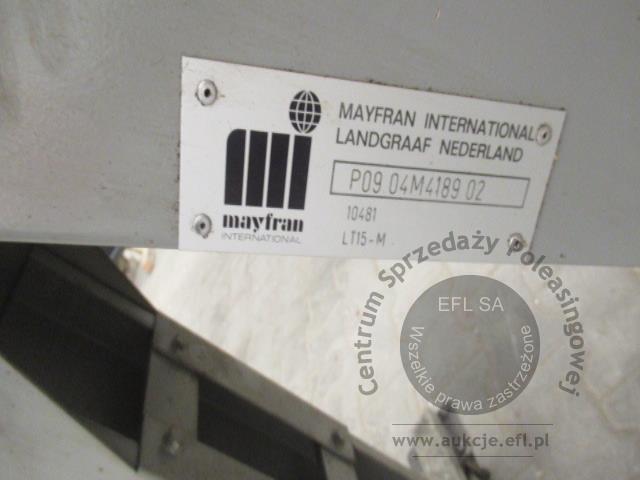 MAYFRAN INTERNATIONAL
LANDGRAAF NEDERLAND
P09 04M4189 02
10481
LT15-M
mayfran
INTERNATIONAL
Centrum Sprzedaży Poleasingowej
EFL SA
Wszelkie prawa zastrzeżone
www.aukcje.efl.pl